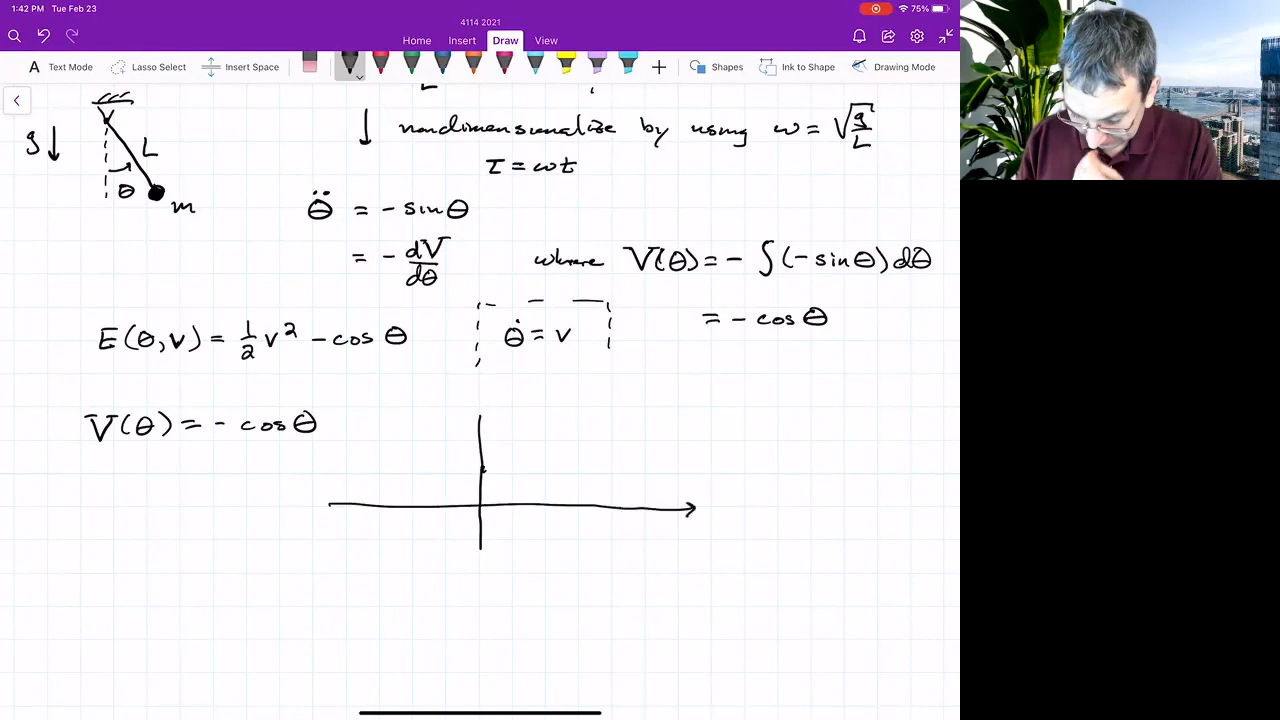 1:42 PM Tue Feb 23
75%
4114 2021
Home Insert Draw View
A Text Mode Lasso Select Insert Space Shapes Ink to Shape Drawing Mode
nondimensionalize by using ω = √g/L
τ = ωt
g ↓ L θ m
θ̈ = - sin θ
= - dV/dθ where V(θ) = - ∫(- sin θ) dθ
= - cos θ
E(θ, v) = 1/2 v² - cos θ
θ̇ = v
V(θ) = - cos θ